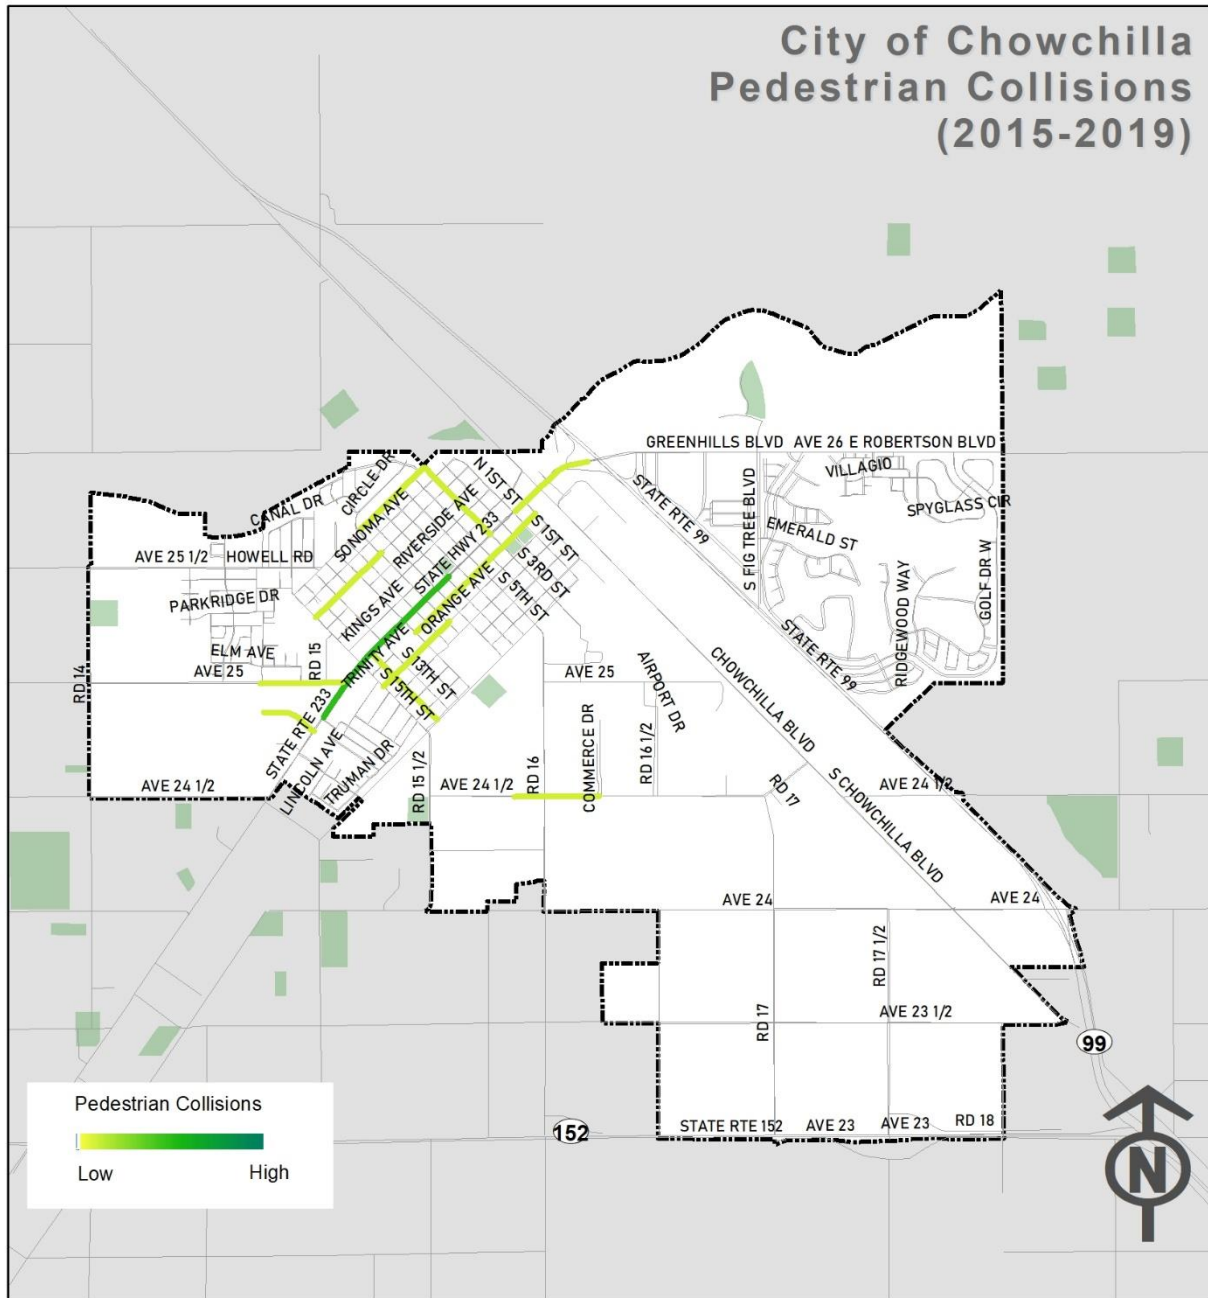 City of Chowchilla
Pedestrian Collisions
(2015-2019)
GREENHILLS BLVD
AVE 26
E ROBERTSON BLVD
VILLAGIO
SPYGLASS CIR
N 1ST ST
STATE RTE 99
S FIG TREE BLVD
EMERALD ST
RIDGEWOOD WAY
GOLF DR W
CANAL DR
CIRCLE DR
SONOMA AVE
RIVERSIDE AVE
STATE HWY 233
S 1ST ST
S 3RD ST
S 5TH ST
AVE 25 1/2
HOWELL RD
KINGS AVE
ORANGE AVE
PARKRIDGE DR
ELM AVE
RD 15
TRINITY AVE
S 13TH ST
S 15TH ST
AVE 25
RD 14
AVE 25
AIRPORT DR
CHOWCHILLA BLVD
STATE RTE 99
STATE RTE 233
LINCOLN AVE
TRUMAN DR
AVE 24 1/2
RD 15 1/2
AVE 24 1/2
RD 16
COMMERCE DR
RD 16 1/2
RD 17
S CHOWCHILLA BLVD
AVE 24 1/2
AVE 24
AVE 24
RD 17 1/2
RD 17
AVE 23 1/2
99
STATE RTE 152
AVE 23
AVE 23
RD 18
152
Pedestrian Collisions
Low
High
N